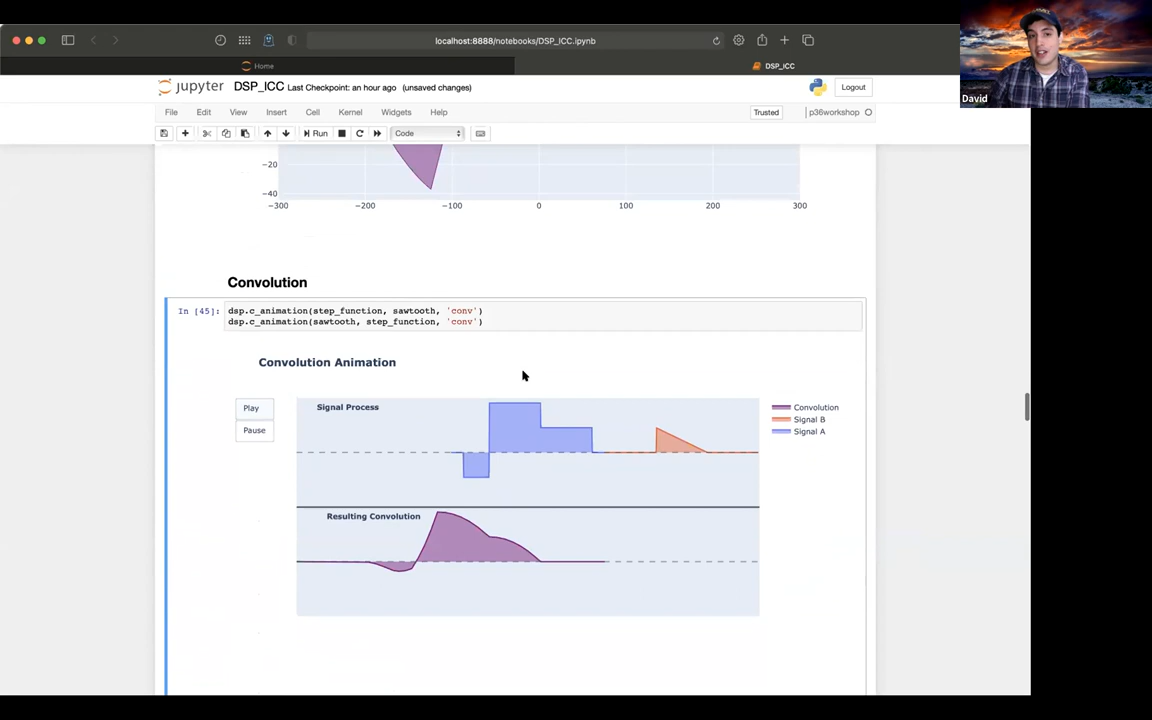 localhost:8888/notebooks/DSP_ICC.ipynb
Home
DSP_ICC
David
jupyter DSP_ICC Last Checkpoint: an hour ago (unsaved changes)
Logout
File Edit View Insert Cell Kernel Widgets Help
Trusted
p36workshop
Run
Code
−20
−40
−300 −200 −100 0 100 200 300
Convolution
In [45]: dsp.c_animation(step_function, sawtooth, 'conv')
dsp.c_animation(sawtooth, step_function, 'conv')
Convolution Animation
Play
Pause
Signal Process
Convolution
Signal B
Signal A
Resulting Convolution